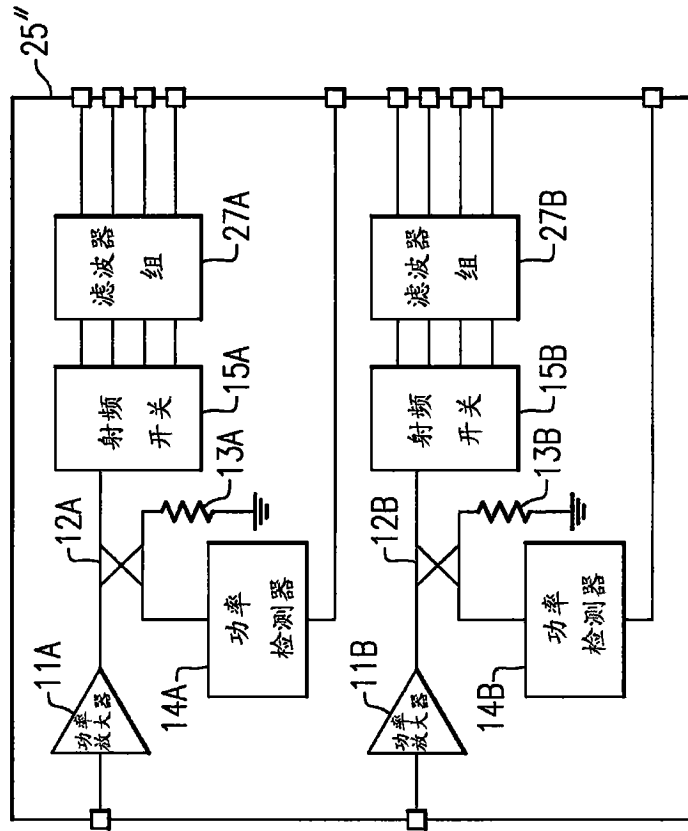 25″
11A
12A
功率
放大器
射频
开关
15A
滤波器
组
27A
13A
14A
功率
检测器
11B
12B
功率
放大器
射频
开关
15B
滤波器
组
27B
13B
14B
功率
检测器